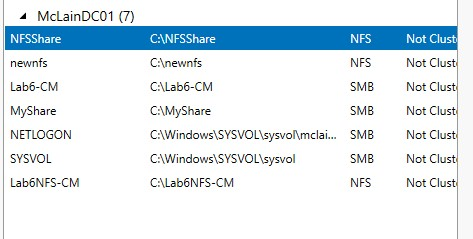 McLainDC01 (7)
NFSShare C:\NFSShare NFS Not Cluste
newnfs C:\newnfs NFS Not Cluste
Lab6-CM C:\Lab6-CM SMB Not Cluste
MyShare C:\MyShare SMB Not Cluste
NETLOGON C:\Windows\SYSVOL\sysvol\mclai... SMB Not Cluste
SYSVOL C:\Windows\SYSVOL\sysvol SMB Not Cluste
Lab6NFS-CM C:\Lab6NFS-CM NFS Not Cluste